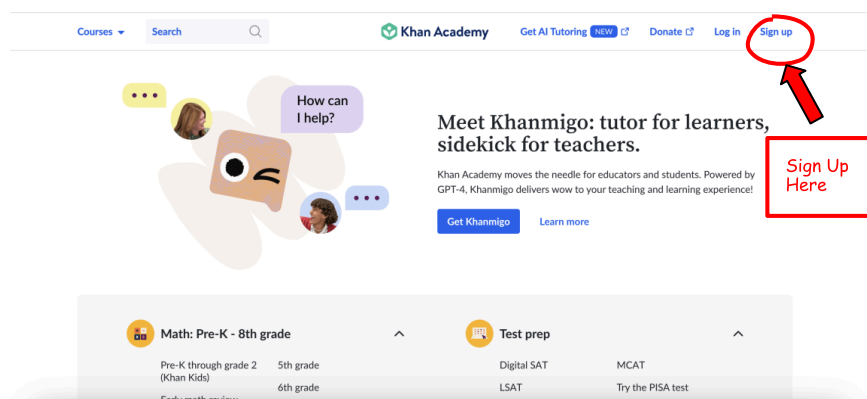 Courses
Search
Khan Academy
Get AI Tutoring NEW
Donate
Log in
Sign up
How can
I help?
Meet Khanmigo: tutor for learners,
sidekick for teachers.
Khan Academy moves the needle for educators and students. Powered by
GPT-4, Khanmigo delivers wow to your teaching and learning experience!
Get Khanmigo
Learn more
Sign Up
Here
Math: Pre-K - 8th grade
Pre-K through grade 2
(Khan Kids)
Early math review
5th grade
6th grade
Test prep
Digital SAT
LSAT
MCAT
Try the PISA test